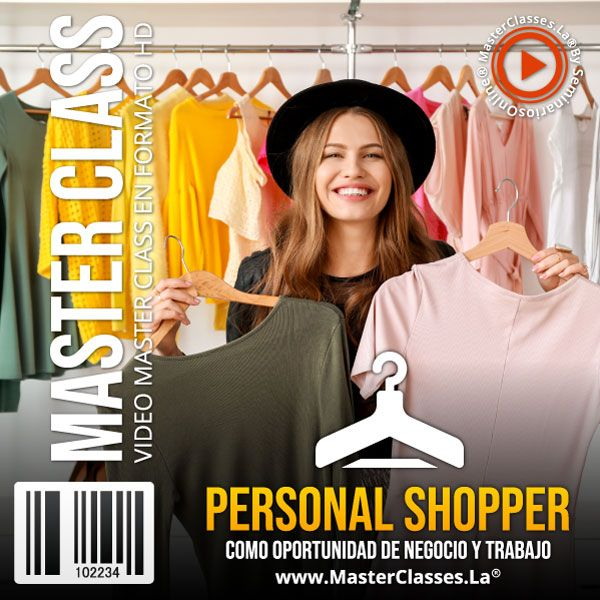 MASTER CLASS
VIDEO MASTER CLASS EN FORMATO HD
MasterClasses.La®By SeminariosOnline®
102234
PERSONAL SHOPPER
COMO OPORTUNIDAD DE NEGOCIO Y TRABAJO
www.MasterClasses.La®